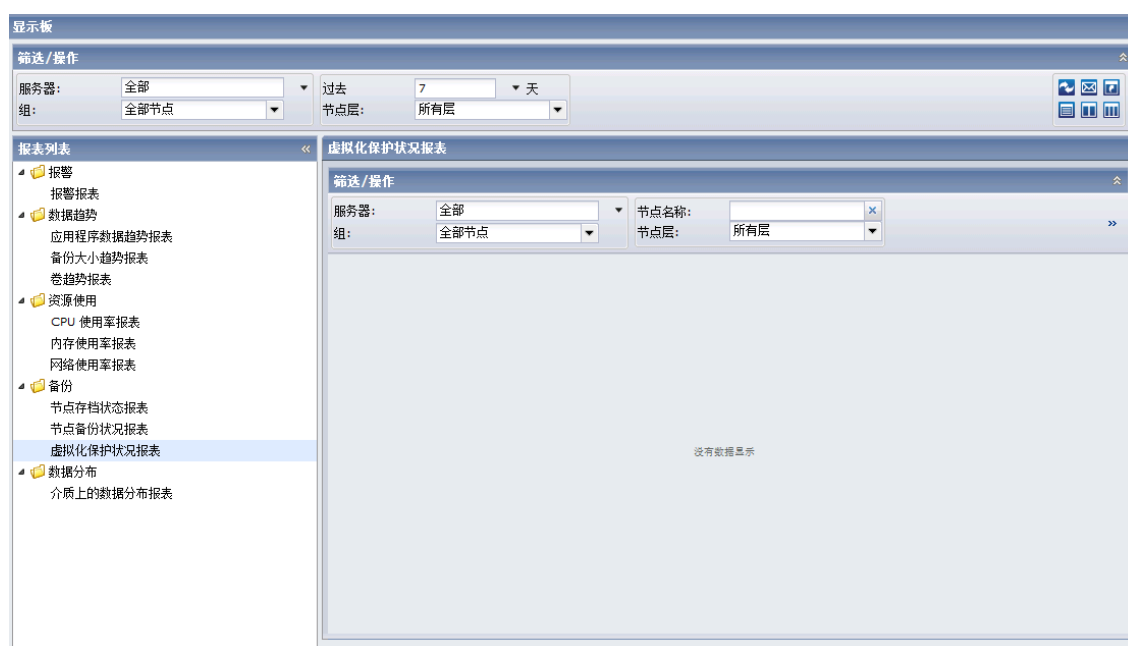 显示板
筛选/操作
服务器: 全部 过去 7 天
组: 全部节点 节点层: 所有层
报表列表
报警
报警报表
数据趋势
应用程序数据趋势报表
备份大小趋势报表
卷趋势报表
资源使用
CPU 使用率报表
内存使用率报表
网络使用率报表
备份
节点存档状态报表
节点备份状况报表
虚拟化保护状况报表
数据分布
介质上的数据分布报表
虚拟化保护状况报表
筛选/操作
服务器: 全部 节点名称:
组: 全部节点 节点层: 所有层
没有数据显示